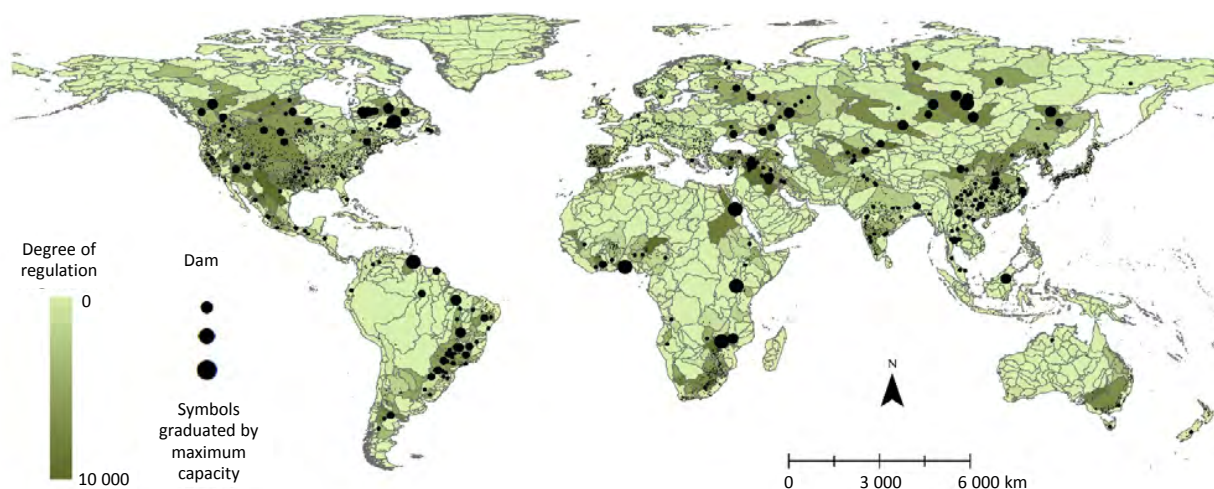 Degree of
regulation
0
10 000
Dam
Symbols
graduated by
maximum
capacity
N
0 3 000 6 000 km